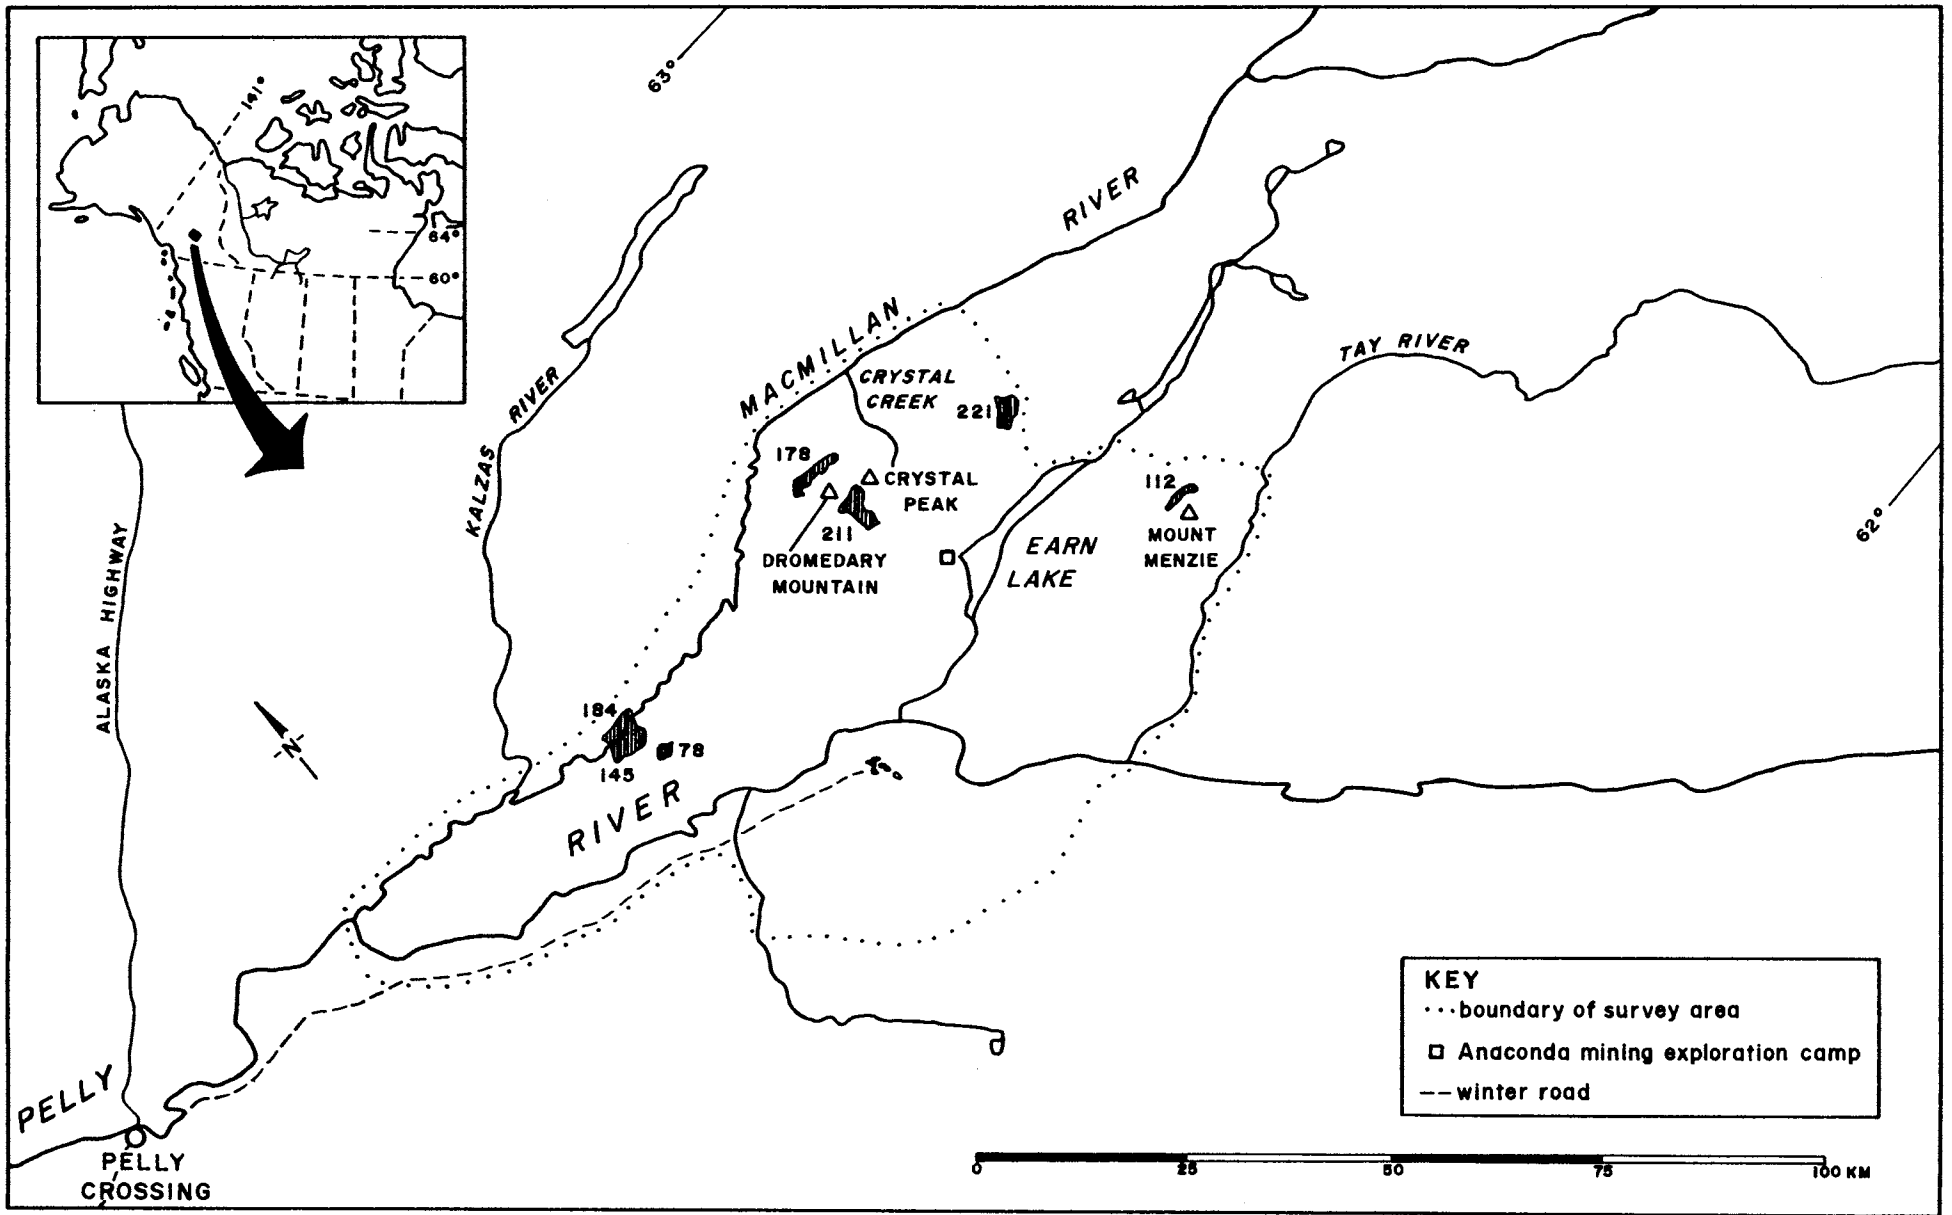 141°
64°
60°
63°
62°
MACMILLAN RIVER
KALZAS RIVER
TAY RIVER
CRYSTAL
CREEK
221
178
CRYSTAL
PEAK
211
DROMEDARY
MOUNTAIN
112
MOUNT
MENZIE
EARN
LAKE
ALASKA HIGHWAY
N
184
78
145
PELLY RIVER
PELLY
CROSSING
KEY
boundary of survey area
Anaconda mining exploration camp
winter road
0 25 50 75 100 KM